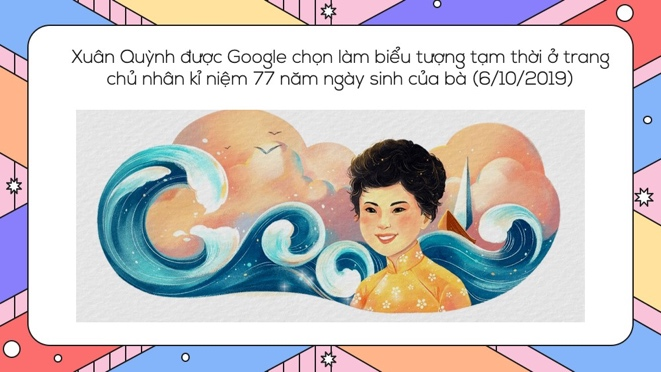 Xuân Quỳnh được Google chọn làm biểu tượng tạm thời ở trang
chủ nhân kỉ niệm 77 năm ngày sinh của bà (6/10/2019)
Google